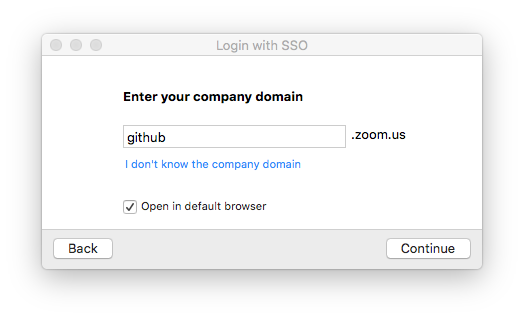 Login with SSO
Enter your company domain
github .zoom.us
I don't know the company domain
Open in default browser
Back Continue